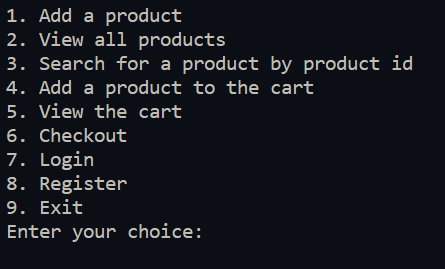 1. Add a product
2. View all products
3. Search for a product by product id
4. Add a product to the cart
5. View the cart
6. Checkout
7. Login
8. Register
9. Exit
Enter your choice: